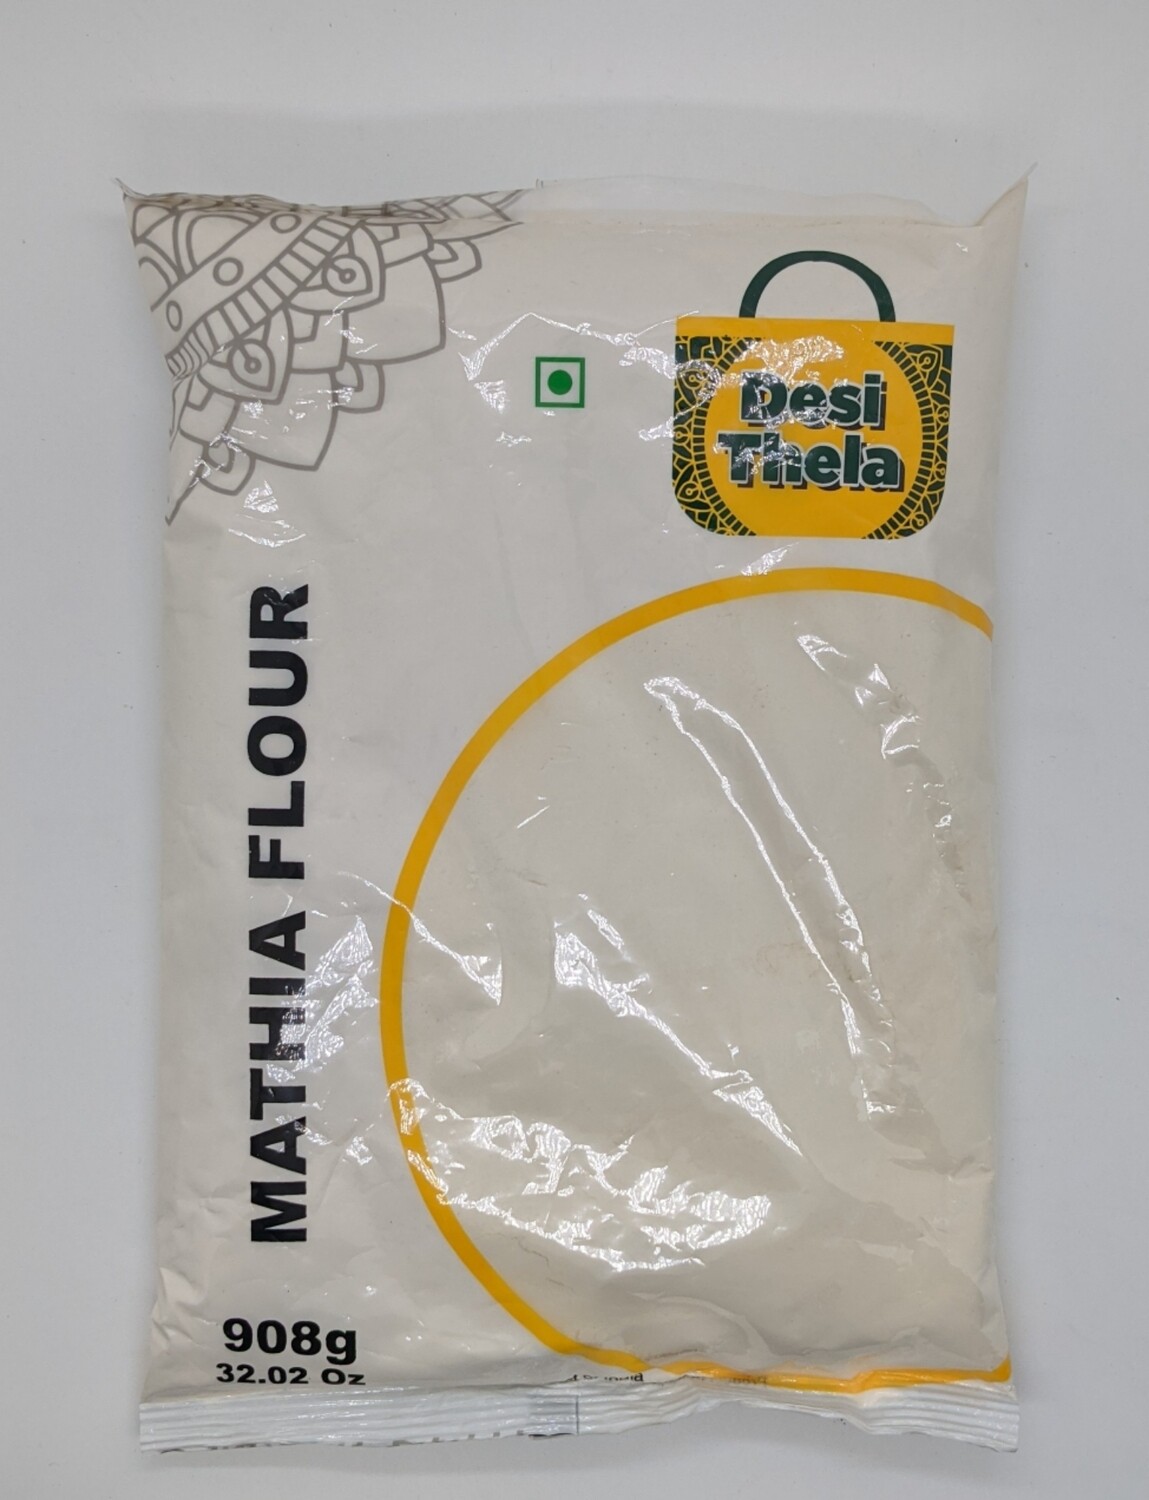 Desi
Thela
MATHIA FLOUR
908g
32.02 Oz